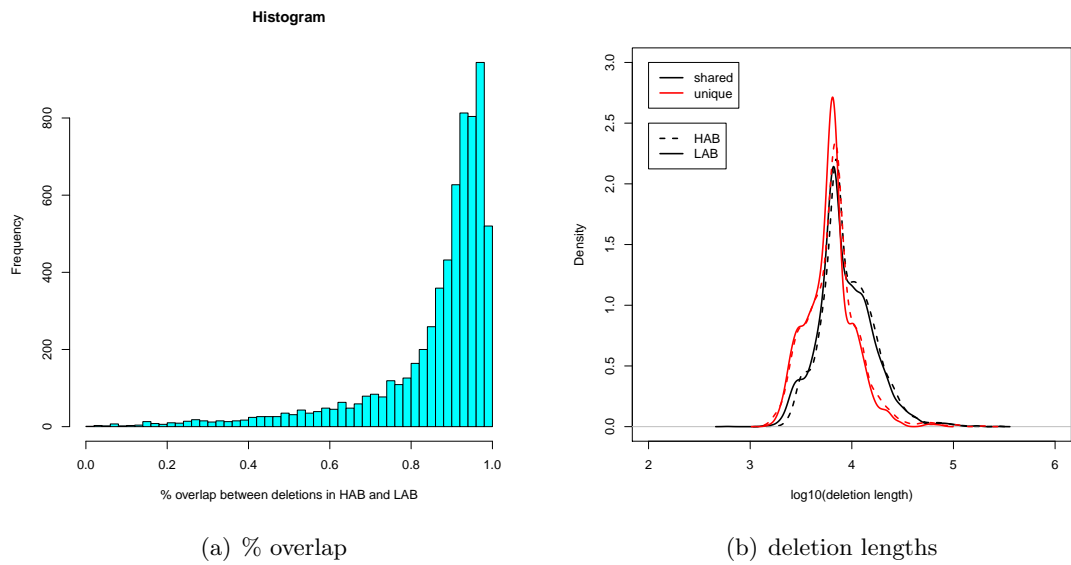 Histogram
Frequency
0
200
400
600
800
0.0 0.2 0.4 0.6 0.8 1.0
% overlap between deletions in HAB and LAB
(a) % overlap
shared
unique
HAB
LAB
Density
0.0
0.5
1.0
1.5
2.0
2.5
3.0
2 3 4 5 6
log10(deletion length)
(b) deletion lengths